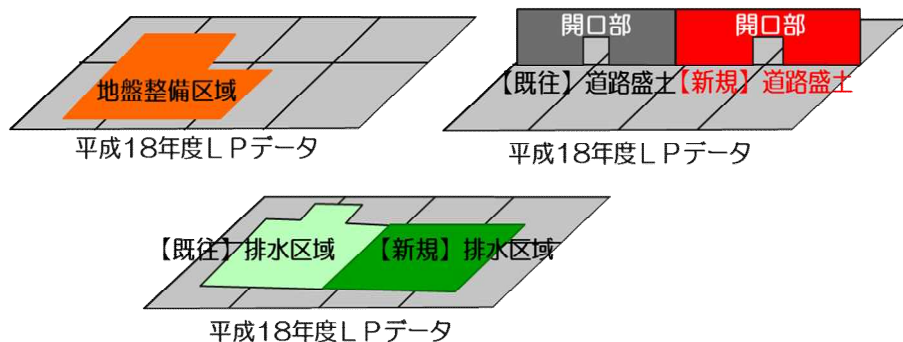 地盤整備区域
平成18年度LPデータ
開口部 開口部
【既往】道路盛土【新規】道路盛土
平成18年度LPデータ
【既往】排水区域 【新規】排水区域
平成18年度LPデータ